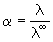 α = λ / λ^∞